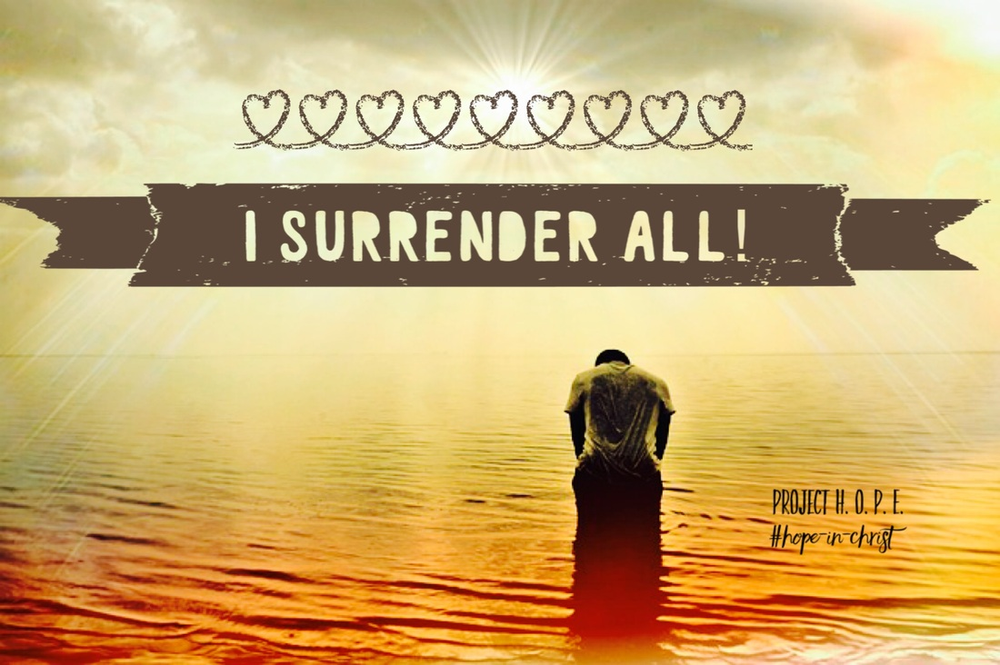 I SURRENDER ALL!
PROJECT H. O. P. E.
#hope-in-christ